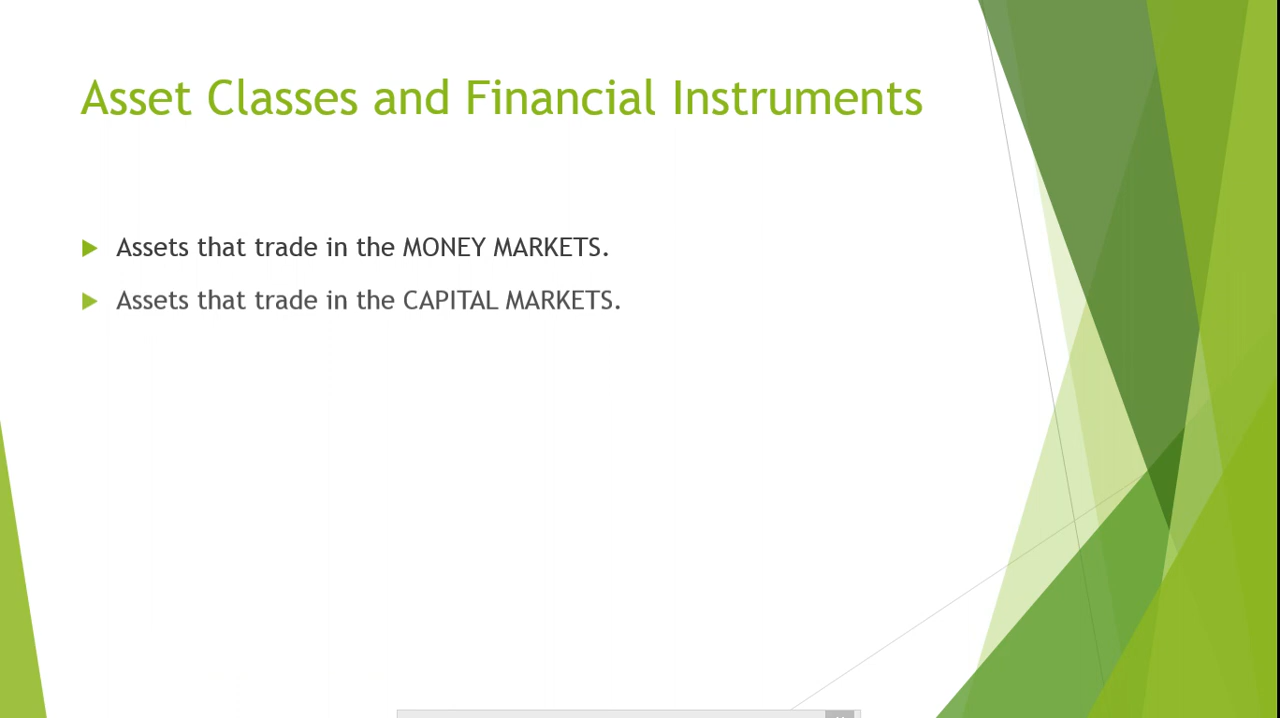 Asset Classes and Financial Instruments
Assets that trade in the MONEY MARKETS.
Assets that trade in the CAPITAL MARKETS.